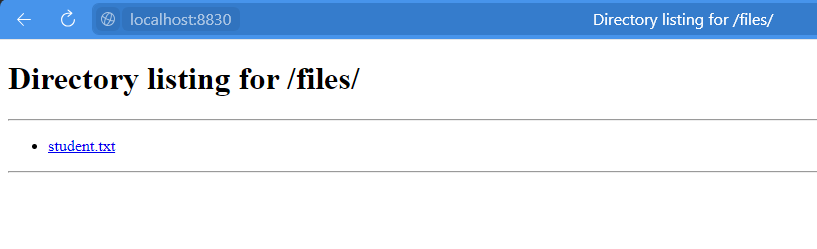 localhost:8830 Directory listing for /files/
Directory listing for /files/
student.txt